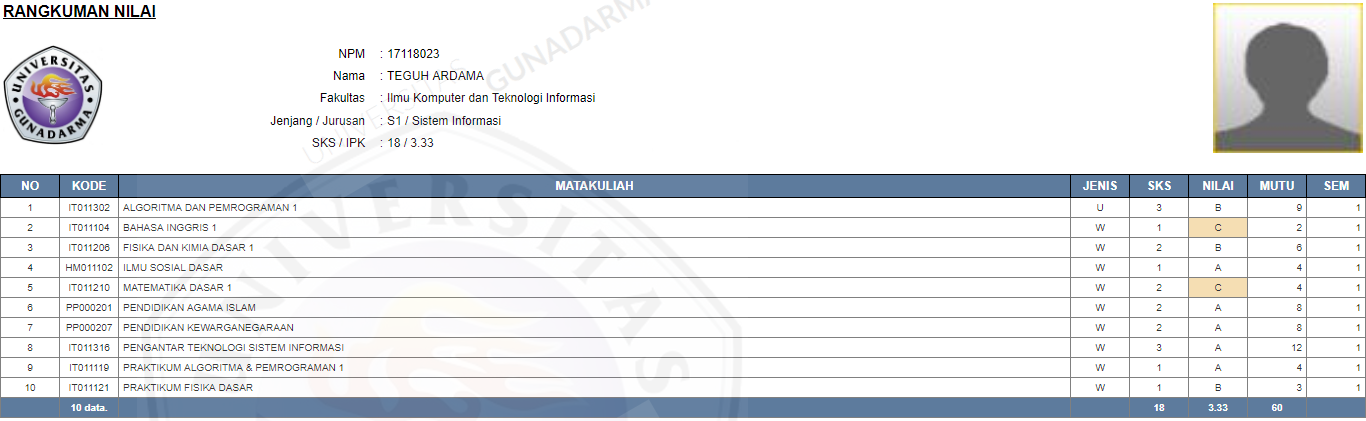 RANGKUMAN NILAI
UNIVERSITAS GUNADARMA
UNIVERSITAS GUNADARMA
NPM : 17118023
Nama : TEGUH ARDAMA
Fakultas : Ilmu Komputer dan Teknologi Informasi
Jenjang / Jurusan : S1 / Sistem Informasi
SKS / IPK : 18 / 3.33
UNIVERSITAS
NO KODE MATAKULIAH JENIS SKS NILAI MUTU SEM
1 IT011302 ALGORITMA DAN PEMROGRAMAN 1 U 3 B 9 1
2 IT011104 BAHASA INGGRIS 1 W 1 C 2 1
3 IT011206 FISIKA DAN KIMIA DASAR 1 W 2 B 6 1
4 HM011102 ILMU SOSIAL DASAR W 1 A 4 1
5 IT011210 MATEMATIKA DASAR 1 W 2 C 4 1
6 PP000201 PENDIDIKAN AGAMA ISLAM W 2 A 8 1
7 PP000207 PENDIDIKAN KEWARGANEGARAAN W 2 A 8 1
8 IT011316 PENGANTAR TEKNOLOGI SISTEM INFORMASI W 3 A 12 1
9 IT011119 PRAKTIKUM ALGORITMA & PEMROGRAMAN 1 W 1 A 4 1
10 IT011121 PRAKTIKUM FISIKA DASAR W 1 B 3 1
10 data. 18 3.33 60